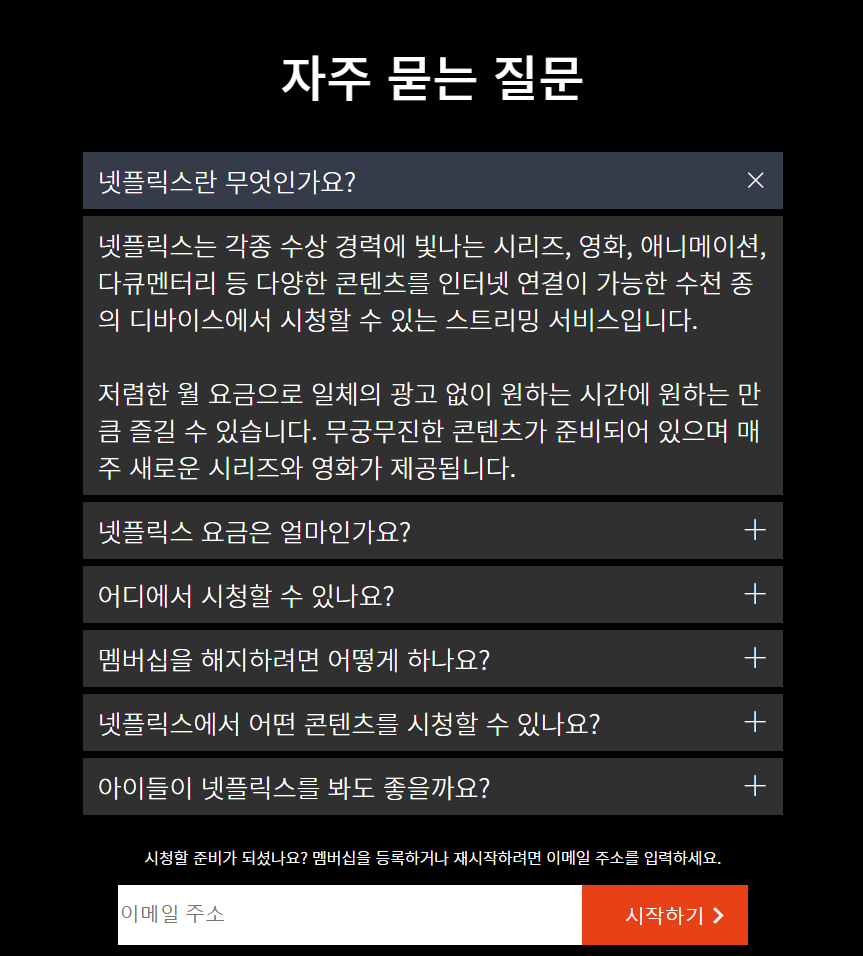 자주 묻는 질문
넷플릭스란 무엇인가요?
넷플릭스는 각종 수상 경력에 빛나는 시리즈, 영화, 애니메이션,
다큐멘터리 등 다양한 콘텐츠를 인터넷 연결이 가능한 수천 종
의 디바이스에서 시청할 수 있는 스트리밍 서비스입니다.
저렴한 월 요금으로 일체의 광고 없이 원하는 시간에 원하는 만
큼 즐길 수 있습니다. 무궁무진한 콘텐츠가 준비되어 있으며 매
주 새로운 시리즈와 영화가 제공됩니다.
넷플릭스 요금은 얼마인가요?
어디에서 시청할 수 있나요?
멤버십을 해지하려면 어떻게 하나요?
넷플릭스에서 어떤 콘텐츠를 시청할 수 있나요?
아이들이 넷플릭스를 봐도 좋을까요?
시청할 준비가 되셨나요? 멤버십을 등록하거나 재시작하려면 이메일 주소를 입력하세요.
이메일 주소
시작하기